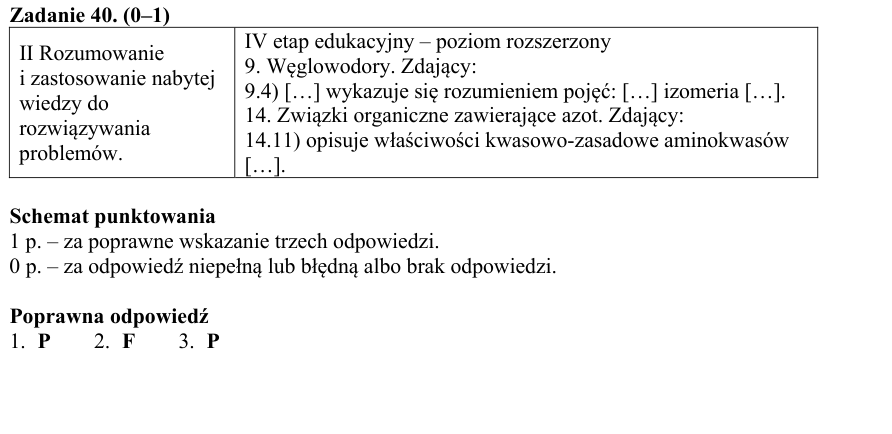 Zadanie 40. (0–1)
II Rozumowanie
i zastosowanie nabytej
wiedzy do
rozwiązywania
problemów.
IV etap edukacyjny – poziom rozszerzony
9. Węglowodory. Zdający:
9.4) […] wykazuje się rozumieniem pojęć: […] izomeria […].
14. Związki organiczne zawierające azot. Zdający:
14.11) opisuje właściwości kwasowo-zasadowe aminokwasów
[…].
Schemat punktowania
1 p. – za poprawne wskazanie trzech odpowiedzi.
0 p. – za odpowiedź niepełną lub błędną albo brak odpowiedzi.
Poprawna odpowiedź
1. P 2. F 3. P